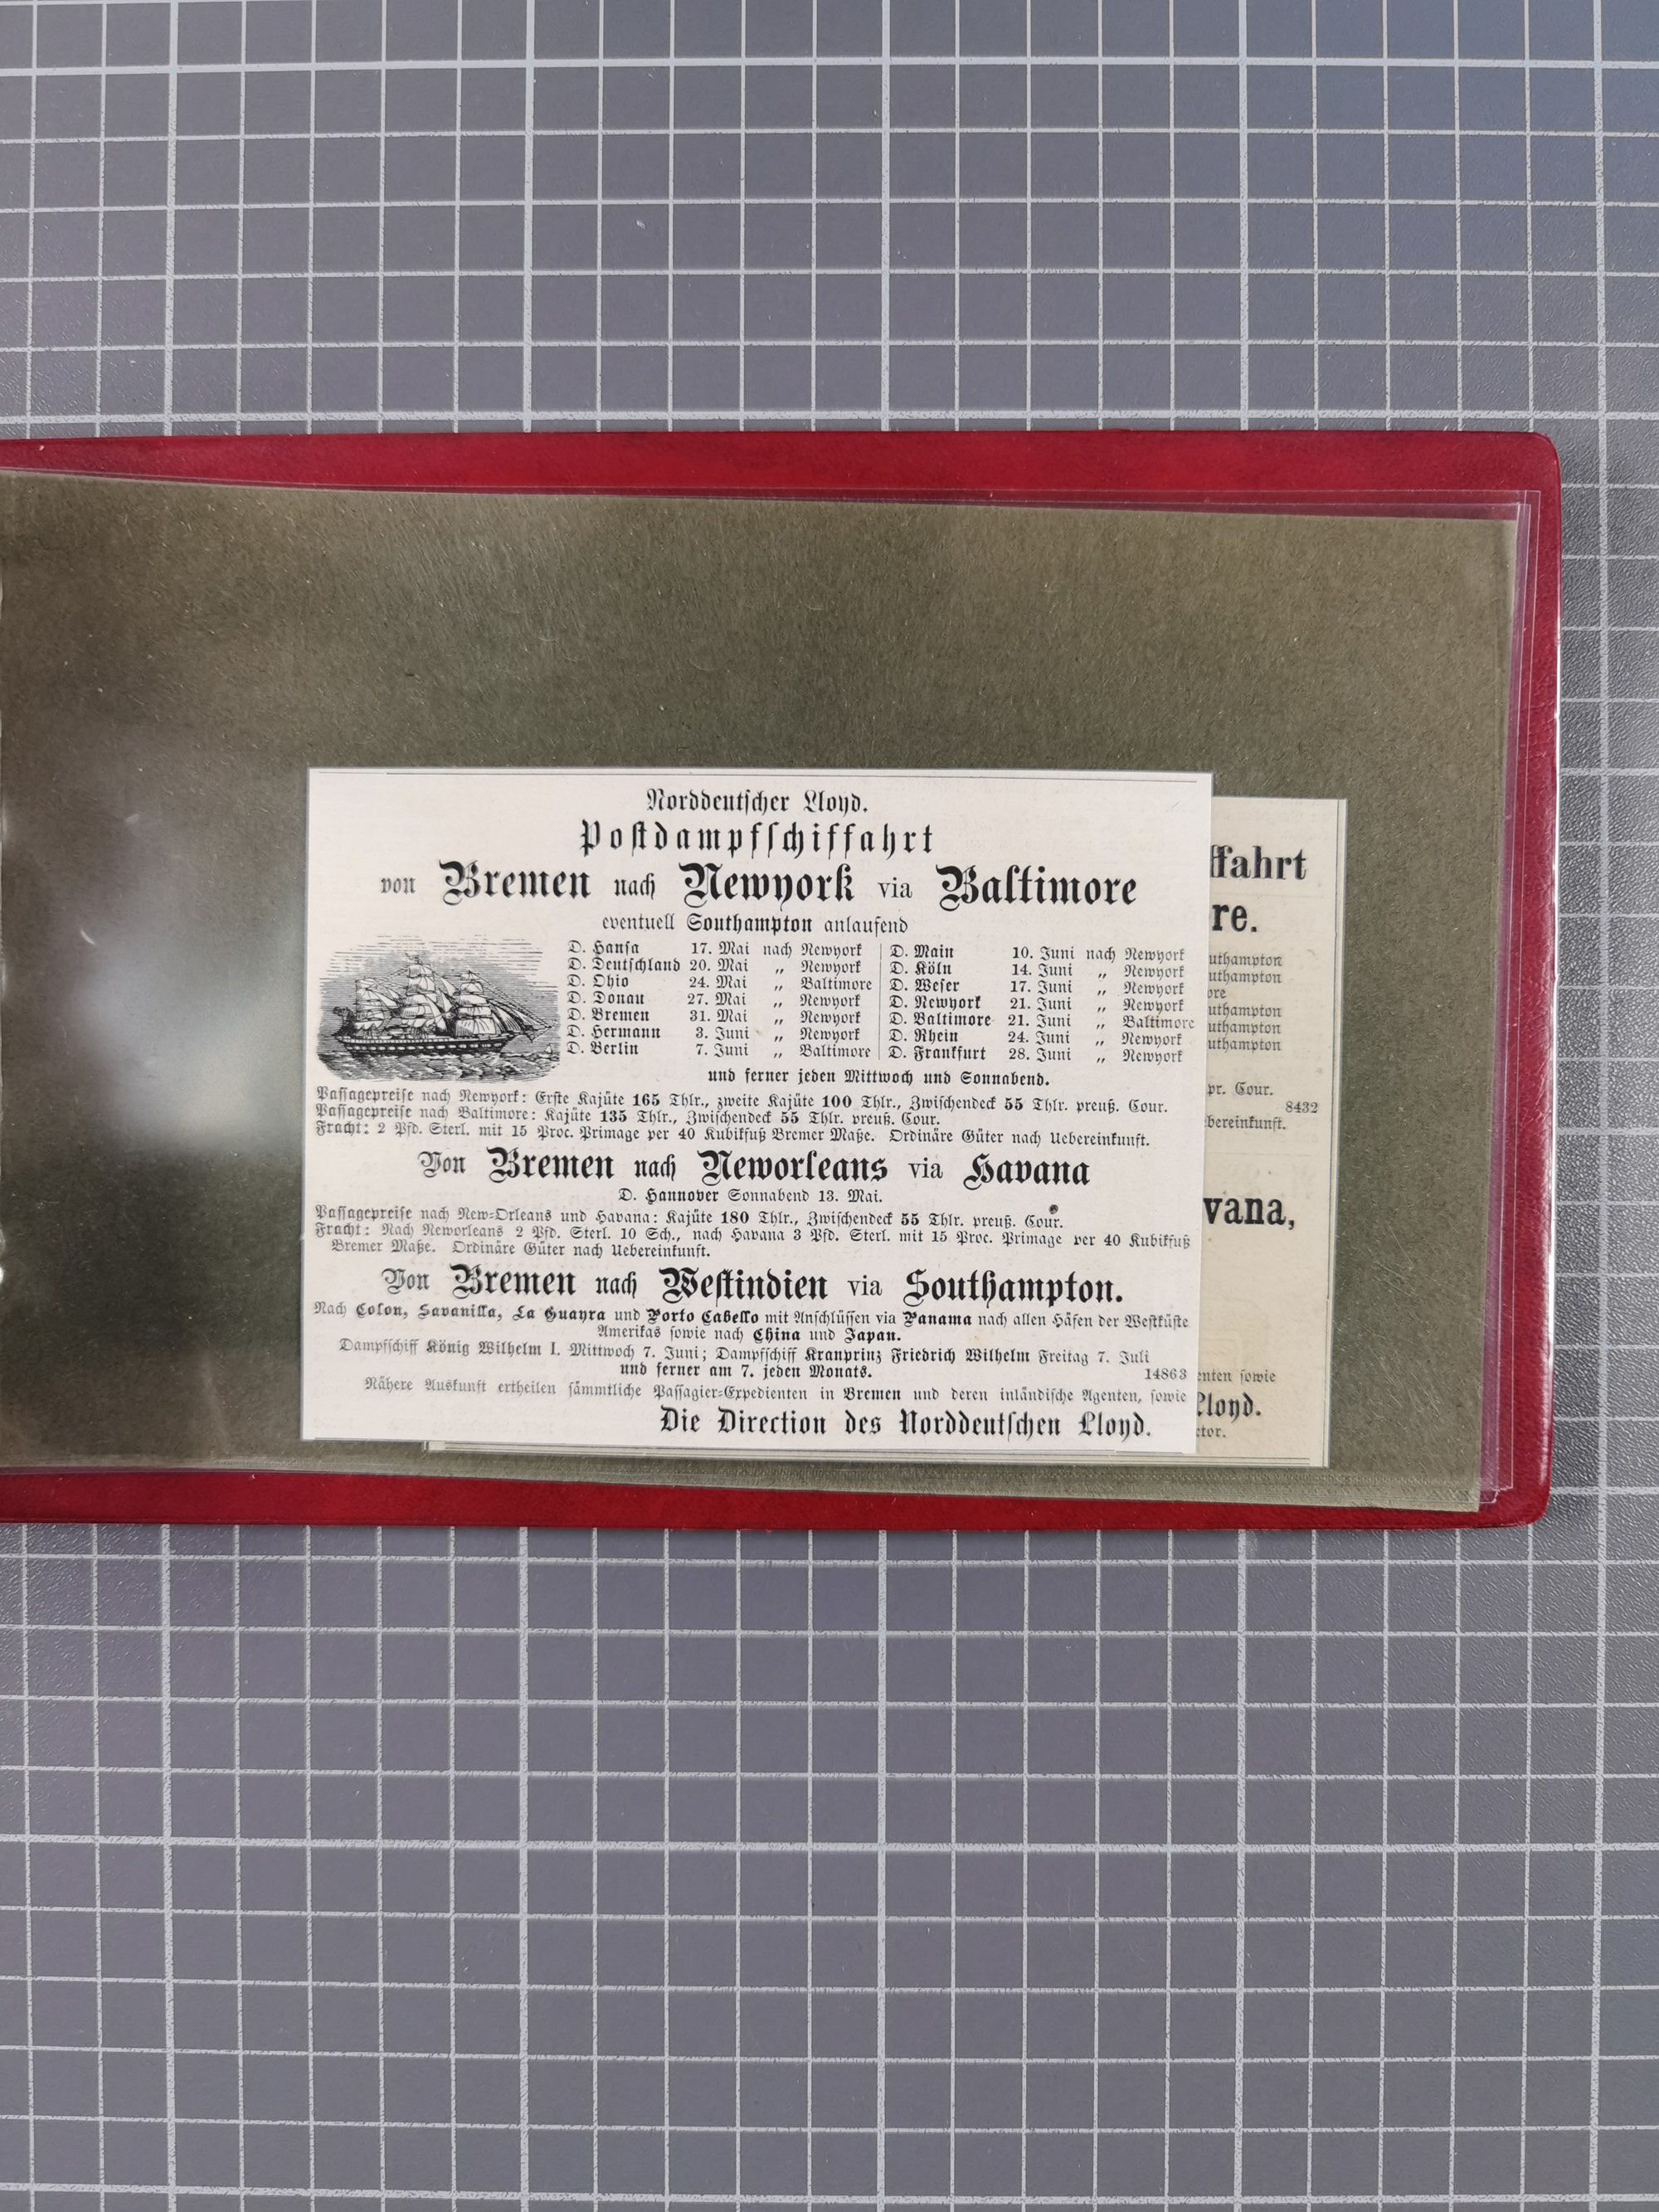 Norddeutscher Lloyd.
Postdampfschiffahrt
von Bremen nach Newyork via Baltimore
eventuell Southampton anlaufend
D. Hansa 17. Mai nach Newyork
D. Deutschland 20. Mai „ Newyork
D. Ohio 24. Mai „ Baltimore
D. Donau 27. Mai „ Newyork
D. Bremen 31. Mai „ Newyork
D. Hermann 3. Juni „ Newyork
D. Berlin 7. Juni „ Baltimore
D. Main 10. Juni nach Newyork
D. Köln 14. Juni „ Newyork
D. Weser 17. Juni „ Newyork
D. Newyork 21. Juni „ Newyork
D. Baltimore 21. Juni „ Baltimore
D. Rhein 24. Juni „ Newyork
D. Frankfurt 28. Juni „ Newyork
und ferner jeden Mittwoch und Sonnabend.
Passagepreise nach Newyork: Erste Kajüte 165 Thlr., zweite Kajüte 100 Thlr., Zwischendeck 55 Thlr. preuß. Cour.
Passagepreise nach Baltimore: Kajüte 135 Thlr., Zwischendeck 55 Thlr. preuß. Cour.
Fracht: 2 Pfd. Sterl. mit 15 Proc. Primage per 40 Kubikfuß Bremer Maße. Ordinäre Güter nach Uebereinkunft.
Von Bremen nach Neworleans via Havana
D. Hannover Sonnabend 13. Mai.
Passagepreise nach New-Orleans und Havana: Kajüte 180 Thlr., Zwischendeck 55 Thlr. preuß. Cour.
Fracht: Nach Neworleans 2 Pfd. Sterl. 10 Sch., nach Havana 3 Pfd. Sterl. mit 15 Proc. Primage per 40 Kubikfuß
Bremer Maße. Ordinäre Güter nach Uebereinkunft.
Von Bremen nach Westindien via Southampton.
Nach Colon, Savanilla, La Guayra und Porto Cabello mit Anschlüssen via Panama nach allen Häfen der Westküste
Amerikas sowie nach China und Japan.
Dampfschiff König Wilhelm I. Mittwoch 7. Juni; Dampfschiff Kranprinz Friedrich Wilhelm Freitag 7. Juli
und ferner am 7. jeden Monats. 14863
Nähere Auskunft ertheilen sämmtliche Passagier-Expedienten in Bremen und deren inländische Agenten, sowie
Die Direction des Norddeutschen Lloyd.
ffahrt
re.
uthampton
uthampton
ore
uthampton
uthampton
uthampton
pr. Cour.
8432
bereinkunft.
vana,
enten sowie
Lloyd.
ctor.